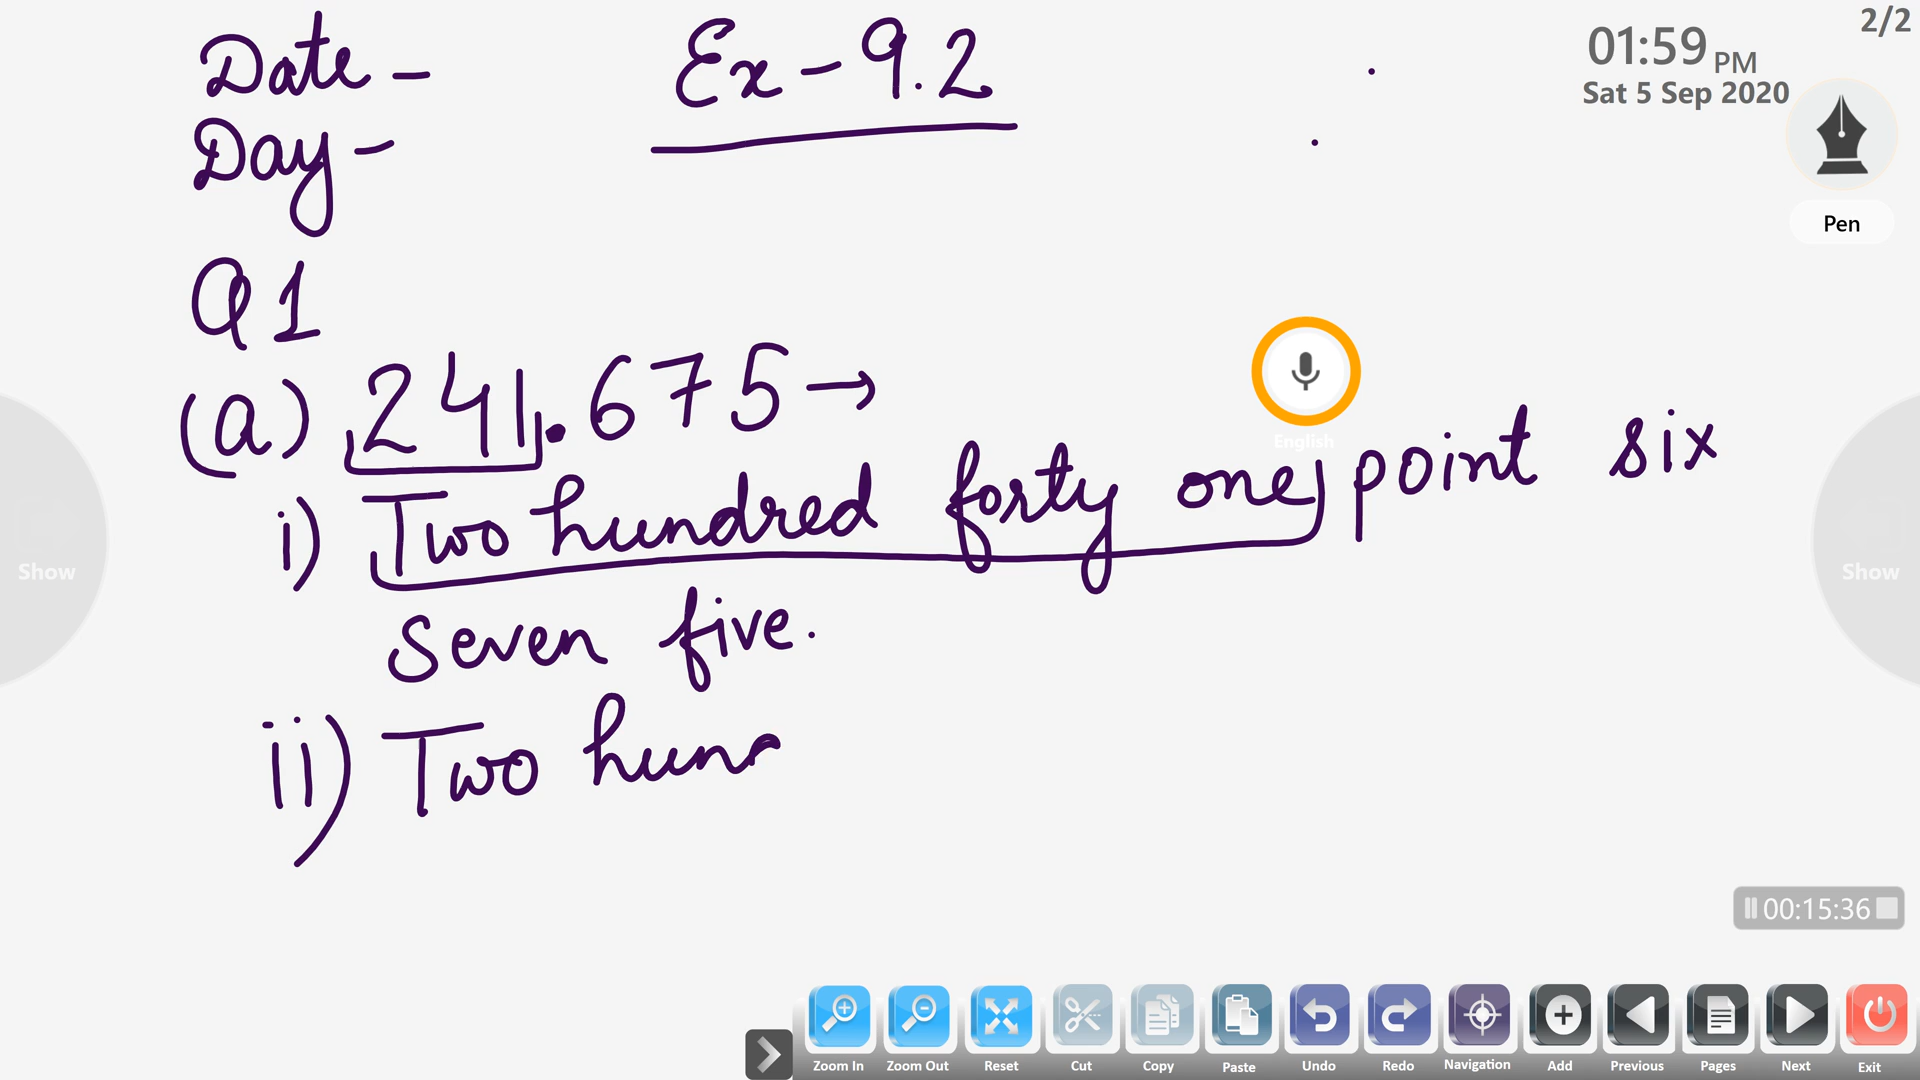 2/2
01:59 PM
Sat 5 Sep 2020
Pen
Date - Ex - 9.2
Day -
Q1
(a) 241.675 →
English
i) Two hundred forty one point six
seven five.
ii) Two hun
Show
Show
00:15:36
Zoom In Zoom Out Reset Cut Copy Paste Undo Redo Navigation Add Previous Pages Next Exit